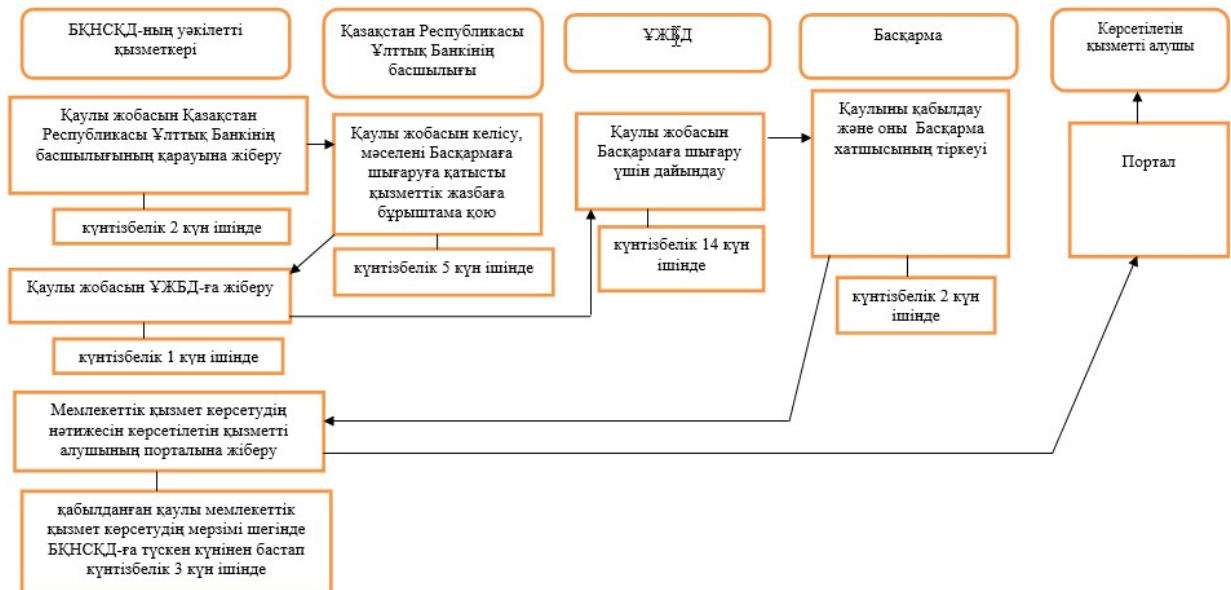 БҚНСҚД-ның уәкілетті
қызметкері
Қазақстан Республикасы
Ұлттық Банкінің
басшылығы
ҰЖҚД
Басқарма
Көрсетілетін
қызметті алушы
Қаулы жобасын Қазақстан
Республикасы Ұлттық Банкінің
басшылығының қарауына жіберу
күнтізбелік 2 күн ішінде
Қаулы жобасын келісу,
мәселені Басқармаға
шығаруға қатысты
қызметтік жазбаға
бұрыштама қою
күнтізбелік 5 күн ішінде
Қаулы жобасын
Басқармаға шығару
үшін дайындау
күнтізбелік 14 күн
ішінде
Қаулыны қабылдау
және оны Басқарма
хатшысының тіркеуі
күнтізбелік 2 күн
ішінде
Портал
Қаулы жобасын ҰЖБД-ға жіберу
күнтізбелік 1 күн ішінде
Мемлекеттік қызмет көрсетудің
нәтижесін көрсетілетін қызметті
алушының порталына жіберу
қабылданған қаулы мемлекеттік
қызмет көрсетудің мерзімі шегінде
БҚНСҚД-ға түскен күнінен бастап
күнтізбелік 3 күн ішінде